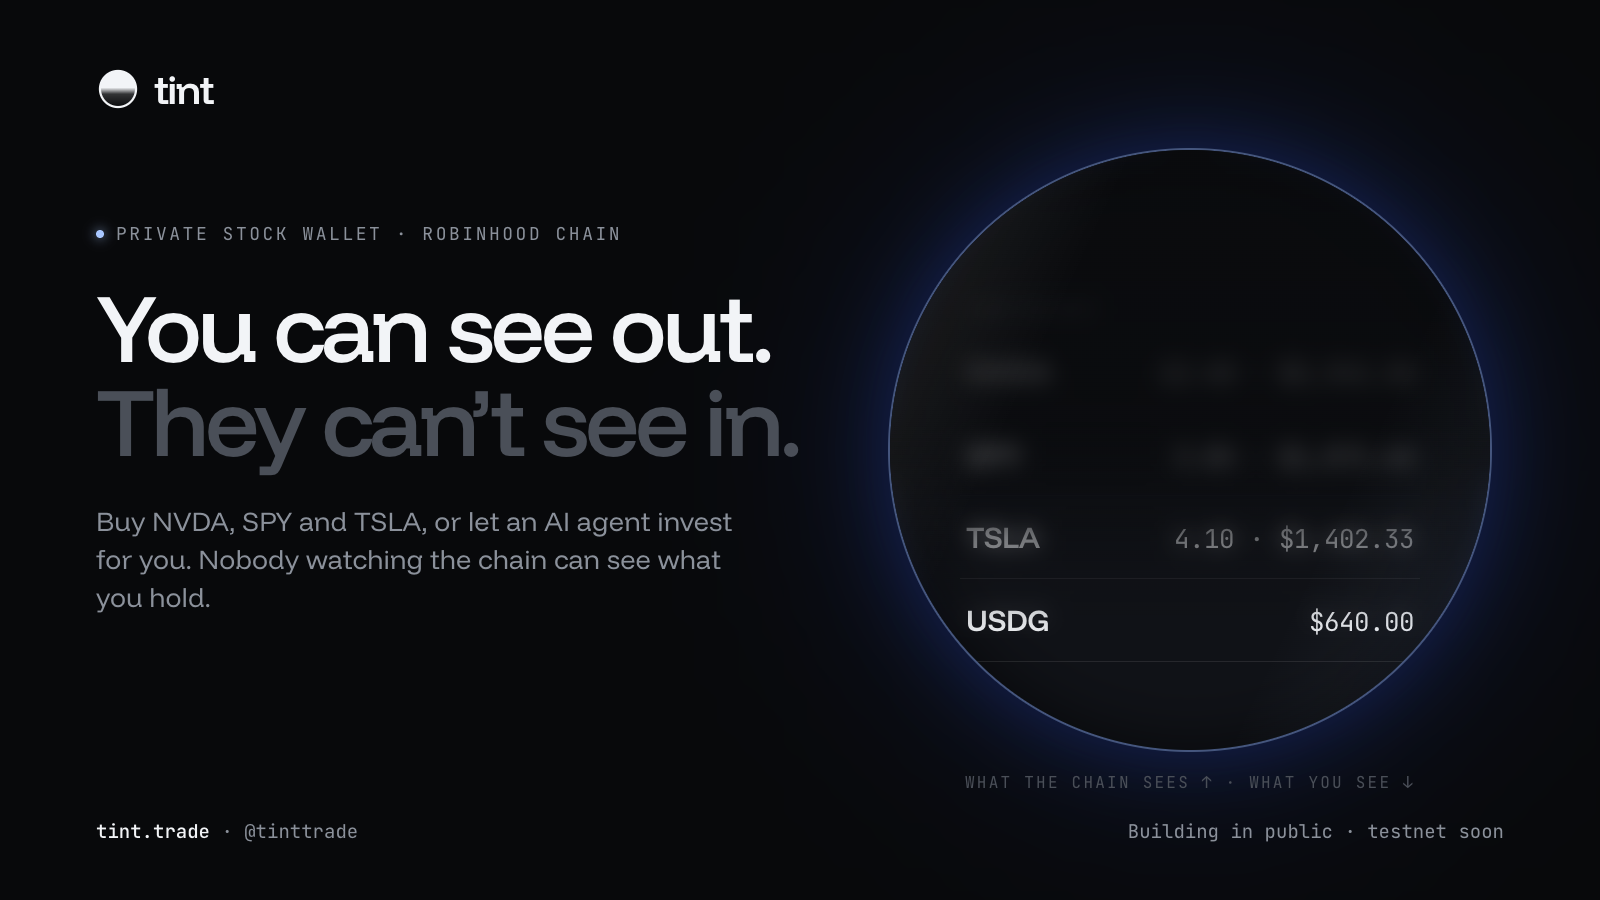 tint
PRIVATE STOCK WALLET · ROBINHOOD CHAIN
You can see out.
They can’t see in.
Buy NVDA, SPY and TSLA, or let an AI agent invest
for you. Nobody watching the chain can see what
you hold.
TSLA 4.10 · $1,402.33
USDG $640.00
WHAT THE CHAIN SEES ↑ · WHAT YOU SEE ↓
tint.trade · @tinttrade
Building in public · testnet soon